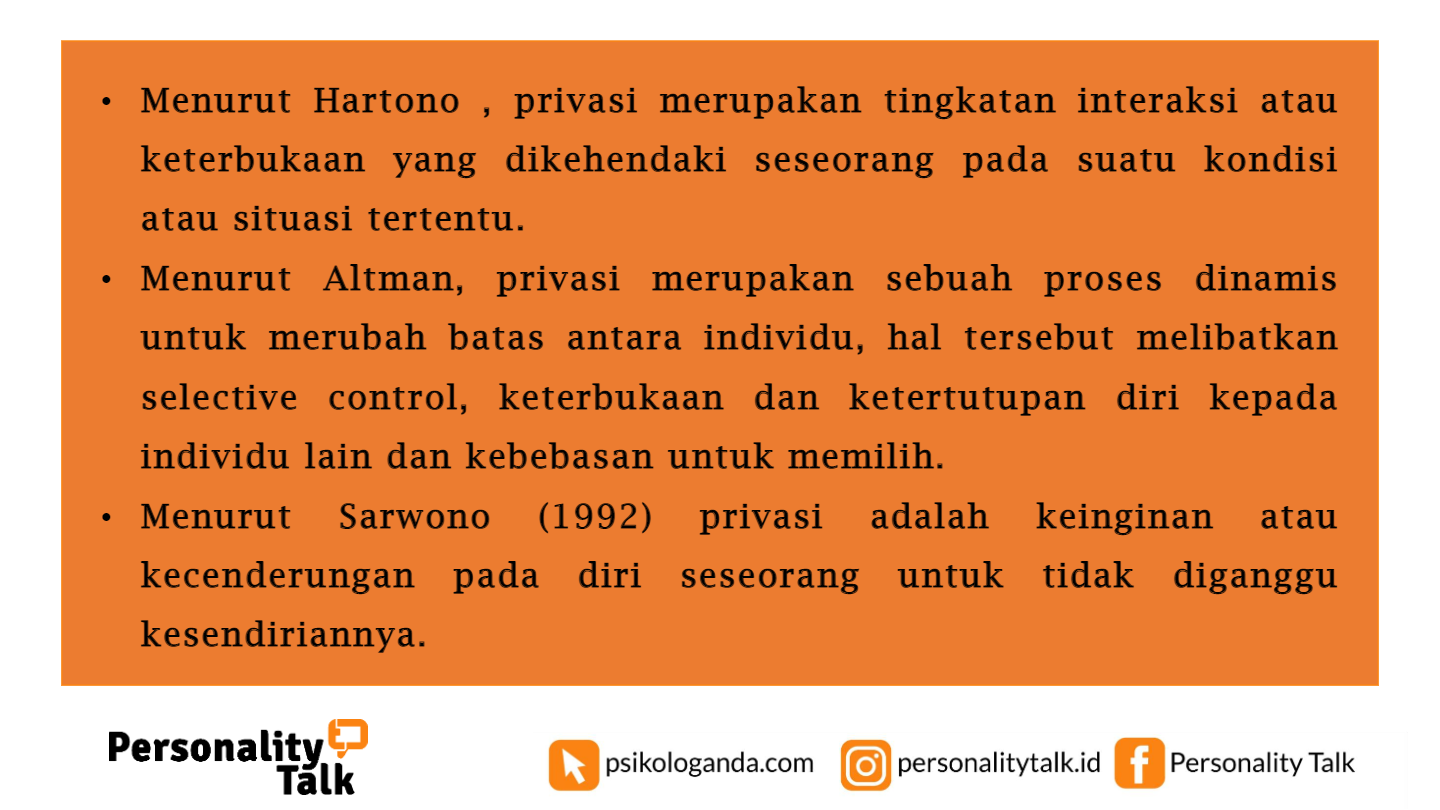 • Menurut Hartono , privasi merupakan tingkatan interaksi atau
keterbukaan yang dikehendaki seseorang pada suatu kondisi
atau situasi tertentu.
• Menurut Altman, privasi merupakan sebuah proses dinamis
untuk merubah batas antara individu, hal tersebut melibatkan
selective control, keterbukaan dan ketertutupan diri kepada
individu lain dan kebebasan untuk memilih.
• Menurut Sarwono (1992) privasi adalah keinginan atau
kecenderungan pada diri seseorang untuk tidak diganggu
kesendiriannya.
Personality
Talk
psikologanda.com
personalitytalk.id
Personality Talk